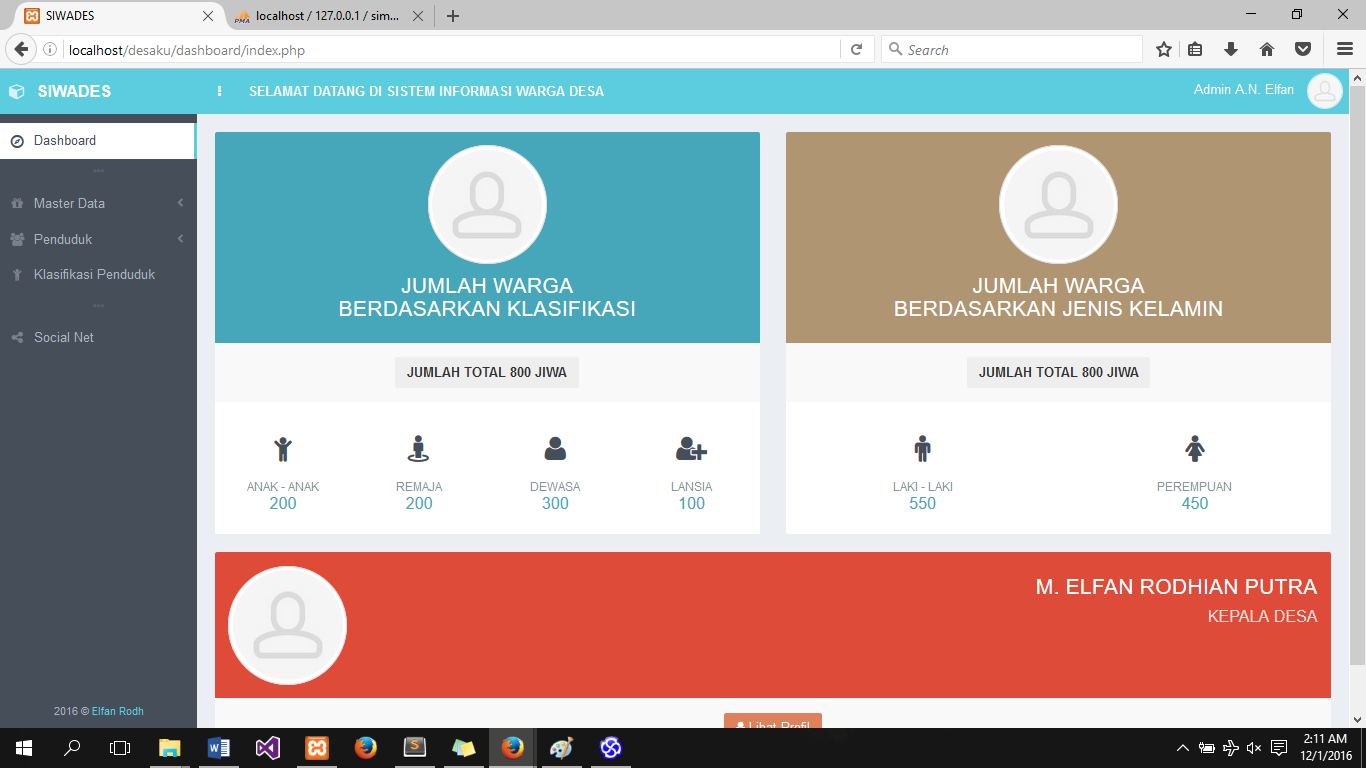 SIWADES
localhost / 127.0.0.1 / sim...
localhost/desaku/dashboard/index.php
Search
SIWADES
SELAMAT DATANG DI SISTEM INFORMASI WARGA DESA
Admin A.N. Elfan
Dashboard
Master Data
Penduduk
Klasifikasi Penduduk
Social Net
2016 © Elfan Rodh
JUMLAH WARGA
BERDASARKAN KLASIFIKASI
JUMLAH TOTAL 800 JIWA
ANAK - ANAK
200
REMAJA
200
DEWASA
300
LANSIA
100
JUMLAH WARGA
BERDASARKAN JENIS KELAMIN
JUMLAH TOTAL 800 JIWA
LAKI - LAKI
550
PEREMPUAN
450
M. ELFAN RODHIAN PUTRA
KEPALA DESA
Lihat Profil
2:11 AM
12/1/2016